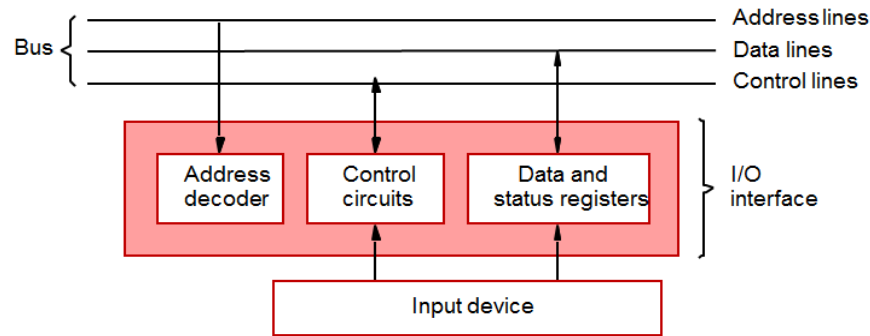 Address lines
Bus
Data lines
Control lines
Address
decoder
Control
circuits
Data and
status registers
I/O
interface
Input device